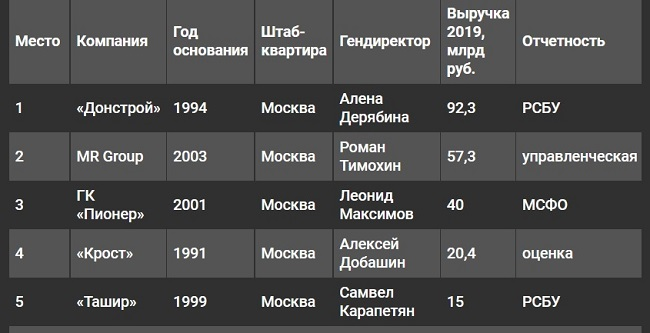 Место Компания Год основания Штаб-квартира Гендиректор Выручка 2019, млрд руб. Отчетность
1 «Донстрой» 1994 Москва Алена Дерябина 92,3 РСБУ
2 MR Group 2003 Москва Роман Тимохин 57,3 управленческая
3 ГК «Пионер» 2001 Москва Леонид Максимов 40 МСФО
4 «Крост» 1991 Москва Алексей Добашин 20,4 оценка
5 «Ташир» 1999 Москва Самвел Карапетян 15 РСБУ